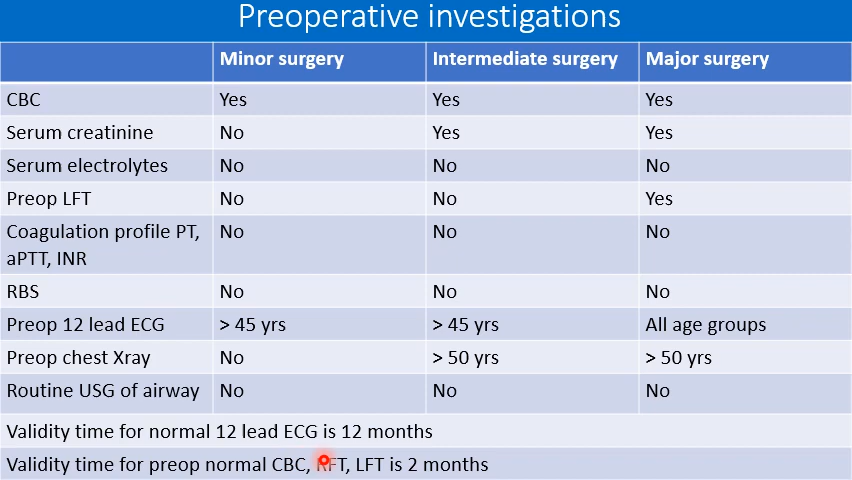 Preoperative investigations
Minor surgery Intermediate surgery Major surgery
CBC Yes Yes Yes
Serum creatinine No Yes Yes
Serum electrolytes No No No
Preop LFT No No Yes
Coagulation profile PT, No No No
aPTT, INR
RBS No No No
Preop 12 lead ECG > 45 yrs > 45 yrs All age groups
Preop chest Xray No > 50 yrs > 50 yrs
Routine USG of airway No No No
Validity time for normal 12 lead ECG is 12 months
Validity time for preop normal CBC, RFT, LFT is 2 months